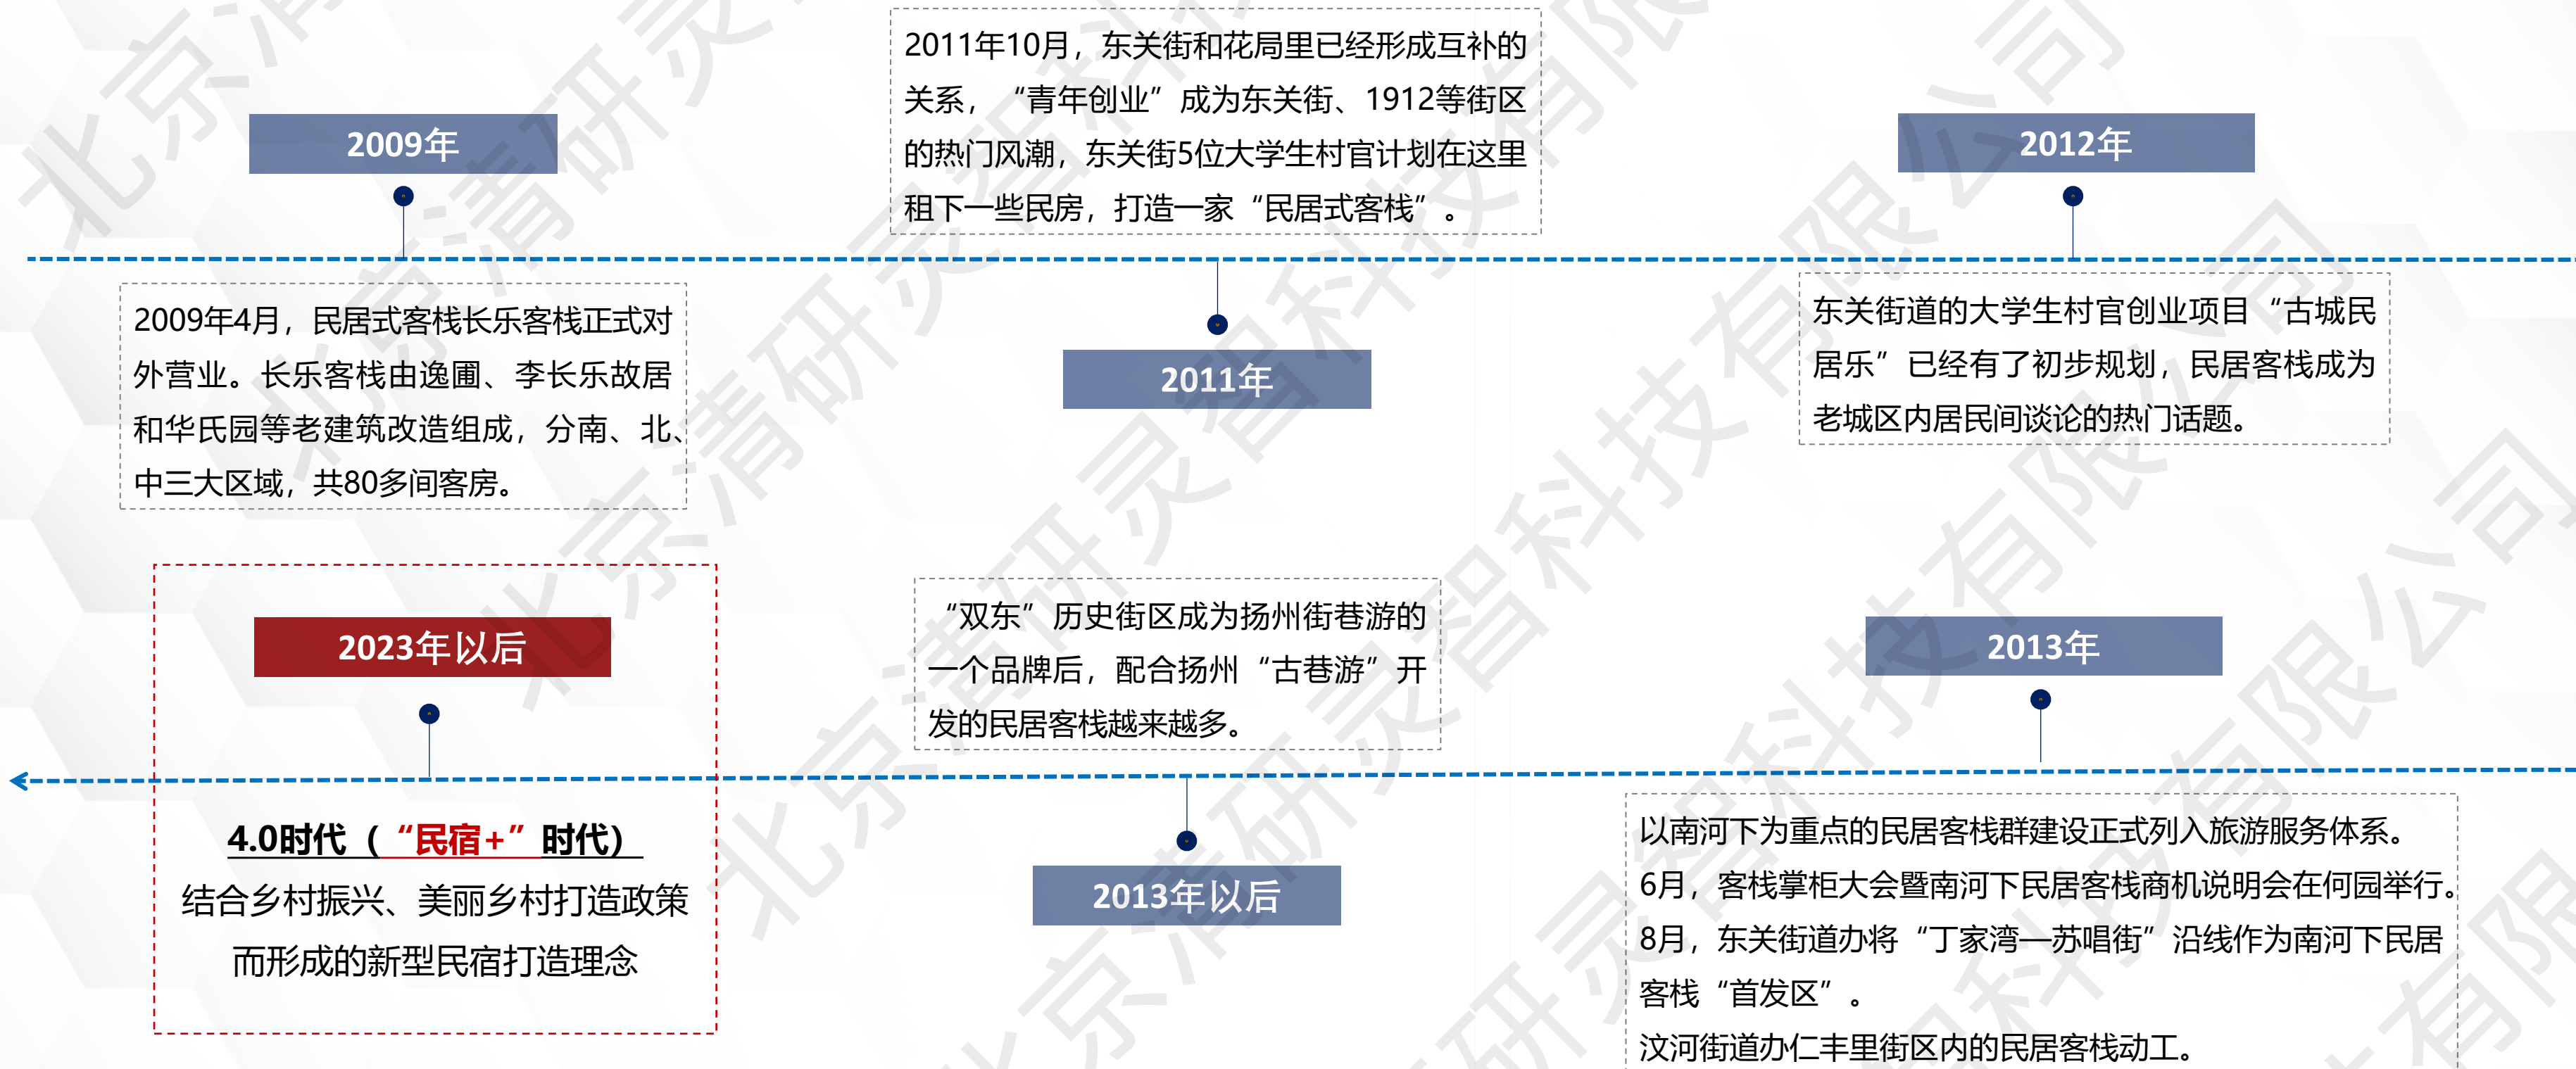 2009年
2009年4月，民居式客栈长乐客栈正式对
外营业。长乐客栈由逸圃、李长乐故居
和华氏园等老建筑改造组成，分南、北、
中三大区域，共80多间客房。
2011年10月，东关街和花局里已经形成互补的
关系，“青年创业”成为东关街、1912等街区
的热门风潮，东关街5位大学生村官计划在这里
租下一些民房，打造一家“民居式客栈”。
2011年
2012年
东关街道的大学生村官创业项目“古城民
居乐”已经有了初步规划，民居客栈成为
老城区内居民间谈论的热门话题。
2013年
以南河下为重点的民居客栈群建设正式列入旅游服务体系。
6月，客栈掌柜大会暨南河下民居客栈商机说明会在何园举行。
8月，东关街道办将“丁家湾—苏唱街”沿线作为南河下民居
客栈“首发区”。
汶河街道办仁丰里街区内的民居客栈动工。
“双东”历史街区成为扬州街巷游的
一个品牌后，配合扬州“古巷游”开
发的民居客栈越来越多。
2013年以后
2023年以后
4.0时代（“民宿+”时代）
结合乡村振兴、美丽乡村打造政策
而形成的新型民宿打造理念
北京清研灵智科技有限公司